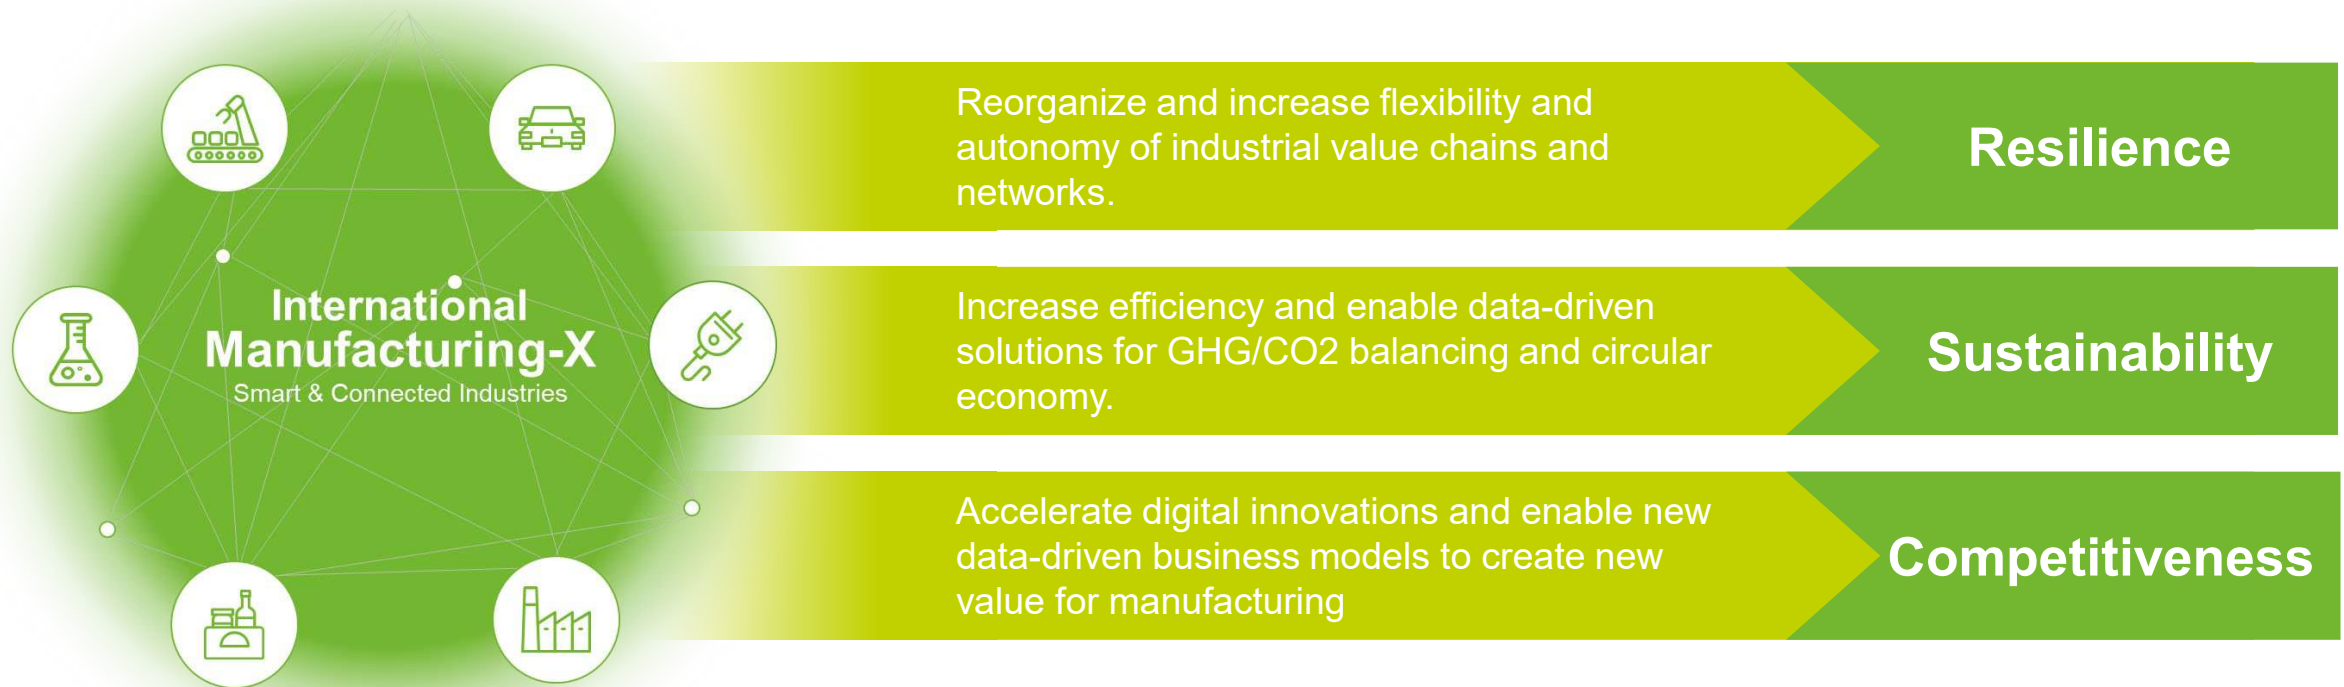 International
Manufacturing-X
Smart & Connected Industries
Reorganize and increase flexibility and
autonomy of industrial value chains and
networks.
Resilience
Increase efficiency and enable data-driven
solutions for GHG/CO2 balancing and circular
economy.
Sustainability
Accelerate digital innovations and enable new
data-driven business models to create new
value for manufacturing
Competitiveness